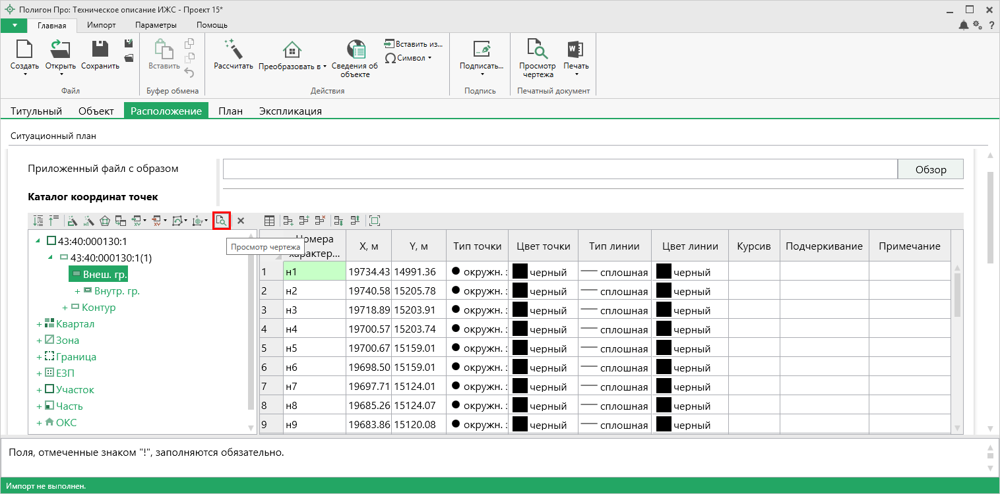 Полигон Про: Техническое описание ИЖС - Проект 15*
Главная Импорт Параметры Помощь
Создать Открыть Сохранить
Файл
Вставить
Буфер обмена
Рассчитать Преобразовать в Сведения об
объекте
Вставить из...
Символ
Действия
Подписать...
Подпись
Просмотр
чертежа
Печать
Печатный документ
Титульный Объект Расположение План Экспликация
Ситуационный план
Приложенный файл с образом Обзор
Каталог координат точек
Просмотр чертежа
43:40:000130:1
43:40:000130:1(1)
Внеш. гр.
+ Внутр. гр.
+ Контур
+ Квартал
+ Зона
+ Граница
+ ЕЗП
+ Участок
+ Часть
+ ОКС
Номера
характер... X, м Y, м Тип точки Цвет точки Тип линии Цвет линии Курсив Подчеркивание Примечание
1 н1 19734.43 14991.36 окружн. черный сплошная черный
2 н2 19740.58 15205.78 окружн. черный сплошная черный
3 н3 19718.89 15203.91 окружн. черный сплошная черный
4 н4 19700.57 15203.74 окружн. черный сплошная черный
5 н5 19700.67 15159.01 окружн. черный сплошная черный
6 н6 19698.50 15159.01 окружн. черный сплошная черный
7 н7 19697.71 15124.01 окружн. черный сплошная черный
8 н8 19685.26 15124.07 окружн. черный сплошная черный
9 н9 19683.86 15120.08 окружн. черный сплошная черный
Поля, отмеченные знаком "!", заполняются обязательно.
Импорт не выполнен.